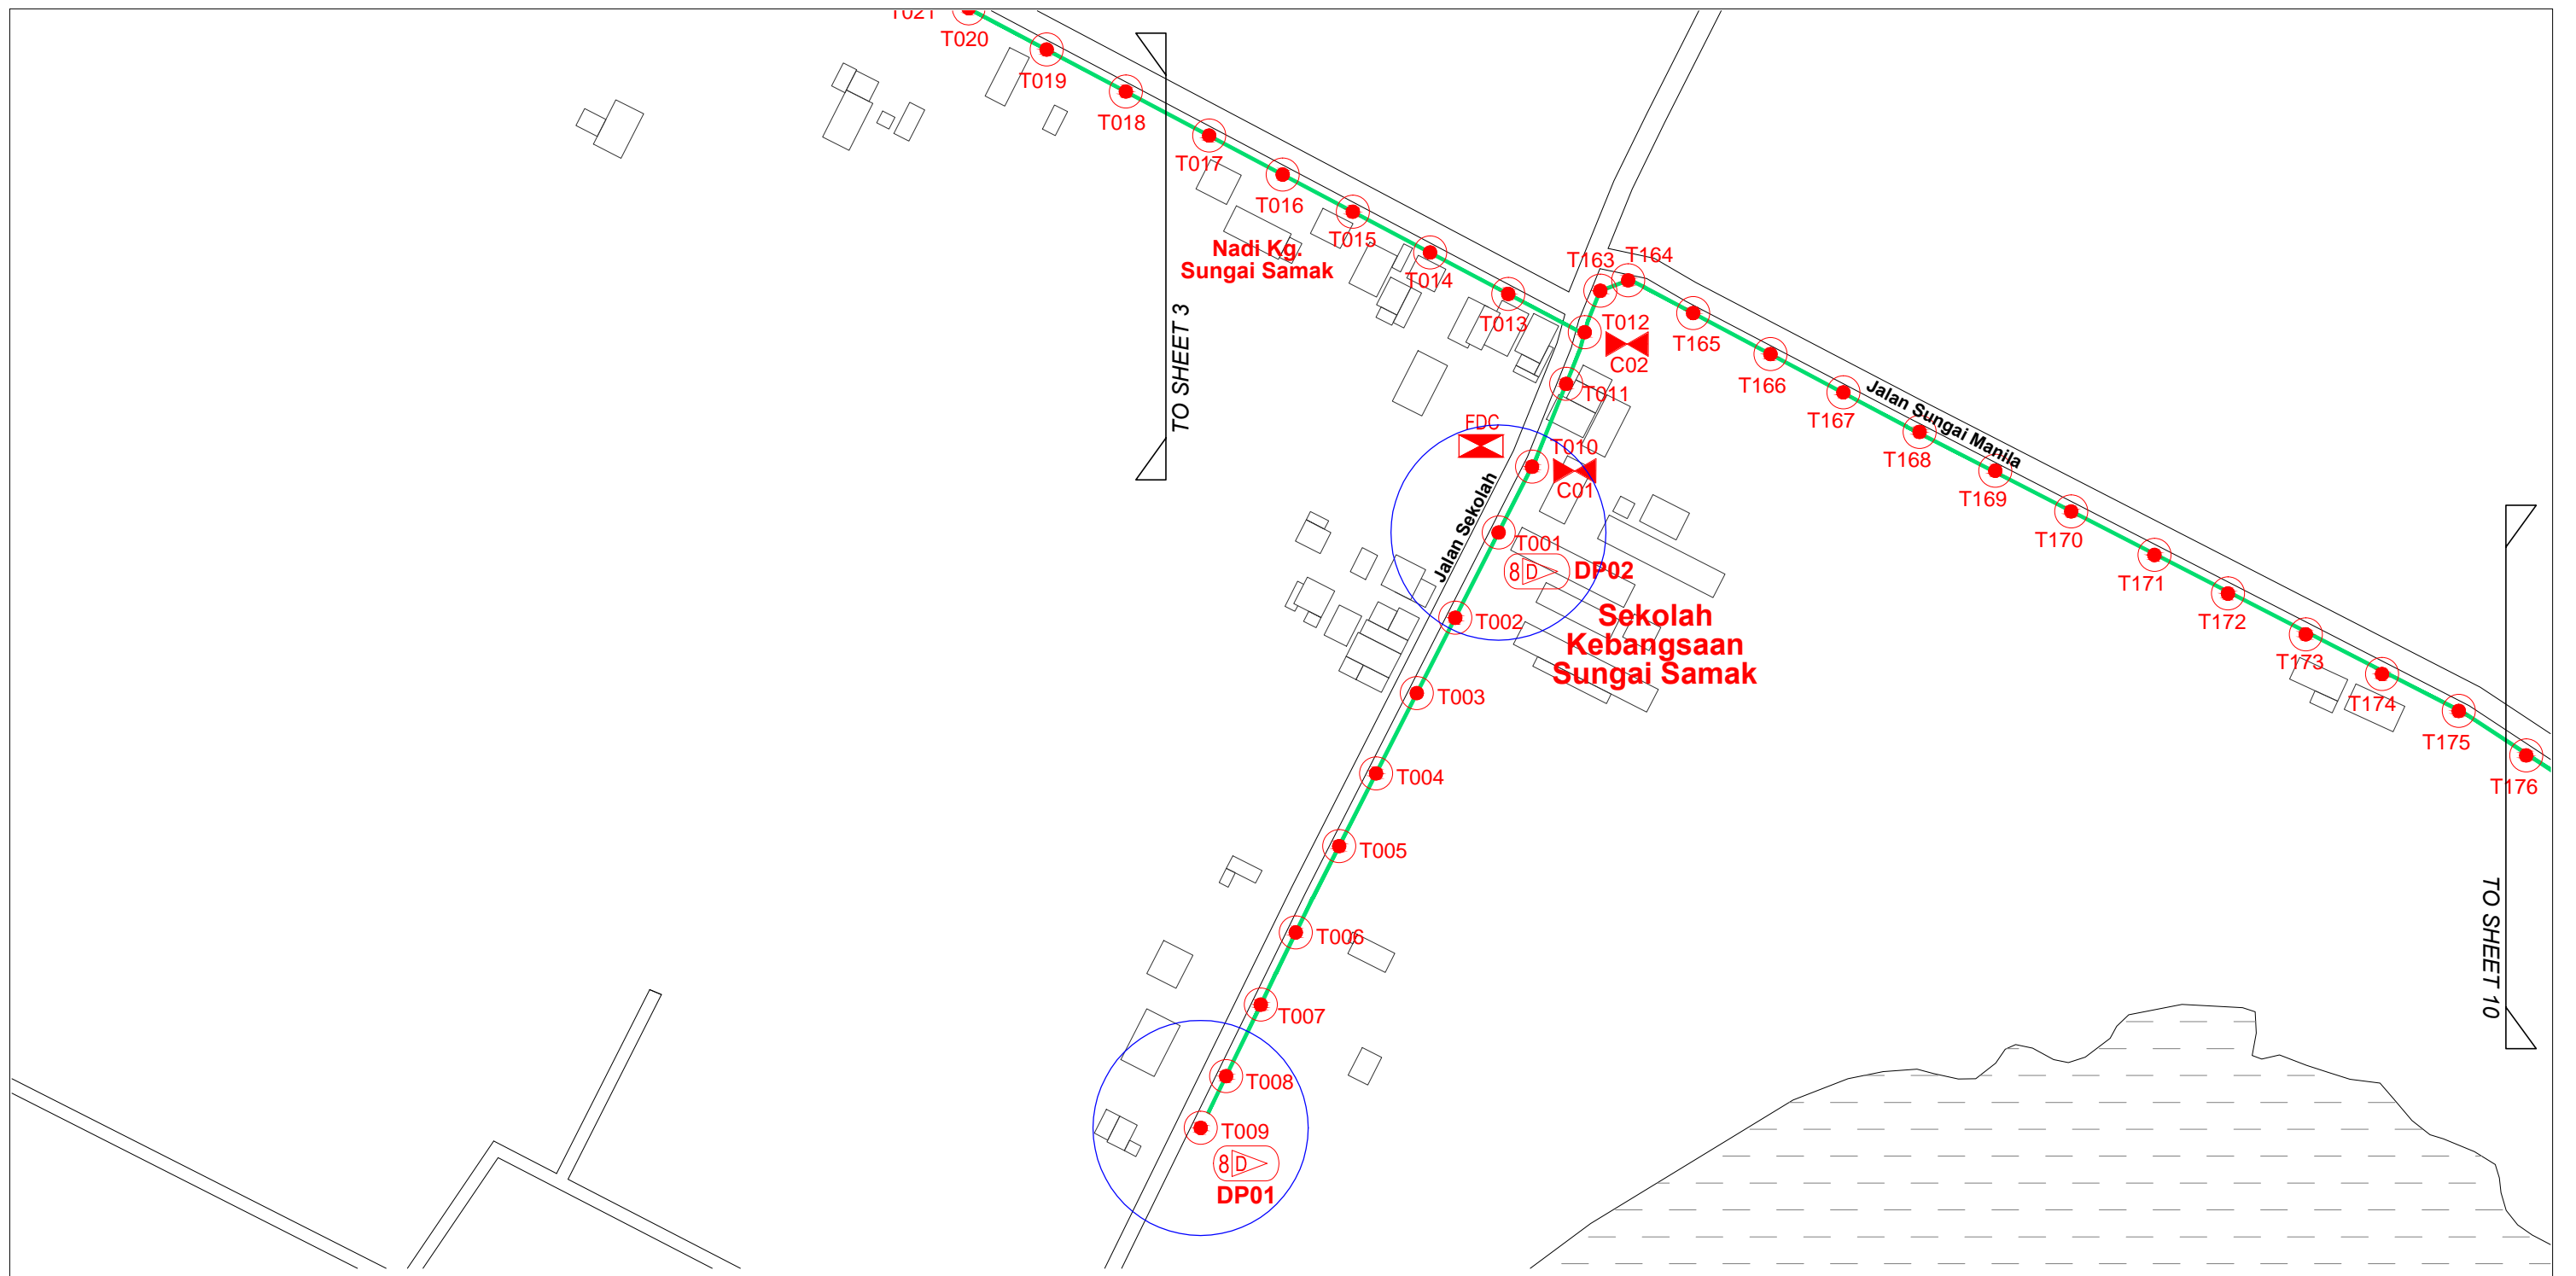 T021
T020
T019
T018
T017
T016
T015
T014
T013
Nadi Kg.
Sungai Samak
TO SHEET 3
T163
T164
T012
C02
T011
T165
T166
T167
T168
T169
T170
T171
T172
T173
T174
T175
T176
Jalan Sungai Manila
TO SHEET 10
FDC
T010
C01
Jalan Sekolah
T001
8 D DP02
T002
Sekolah
Kebangsaan
Sungai Samak
T003
T004
T005
T006
T007
T008
T009
8 D
DP01